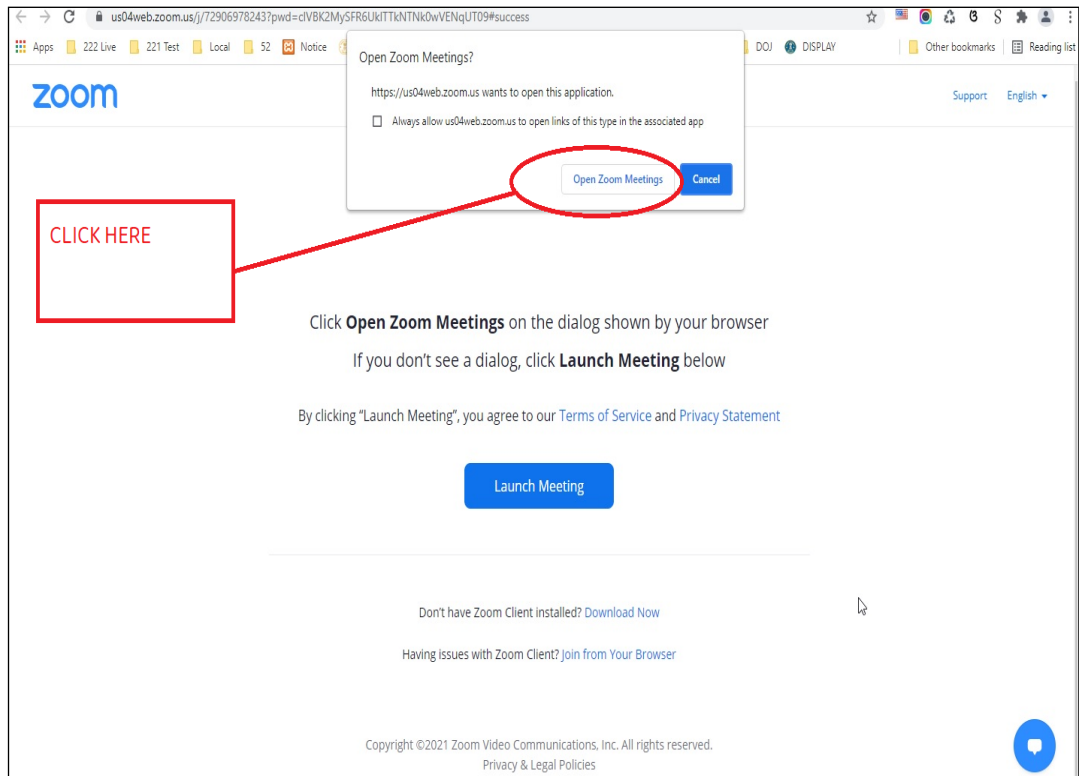 us04web.zoom.us/j/72906978243?pwd=clVBK2MySFR6UklTTkNTNk0wVENqUT09#success
Apps 222 Live 221 Test Local 52 Notice DOJ DISPLAY Other bookmarks Reading list
Open Zoom Meetings?
https://us04web.zoom.us wants to open this application.
Always allow us04web.zoom.us to open links of this type in the associated app
Open Zoom Meetings Cancel
zoom Support English
CLICK HERE
Click Open Zoom Meetings on the dialog shown by your browser
If you don't see a dialog, click Launch Meeting below
By clicking "Launch Meeting", you agree to our Terms of Service and Privacy Statement
Launch Meeting
Don't have Zoom Client installed? Download Now
Having issues with Zoom Client? Join from Your Browser
Copyright ©2021 Zoom Video Communications, Inc. All rights reserved.
Privacy & Legal Policies